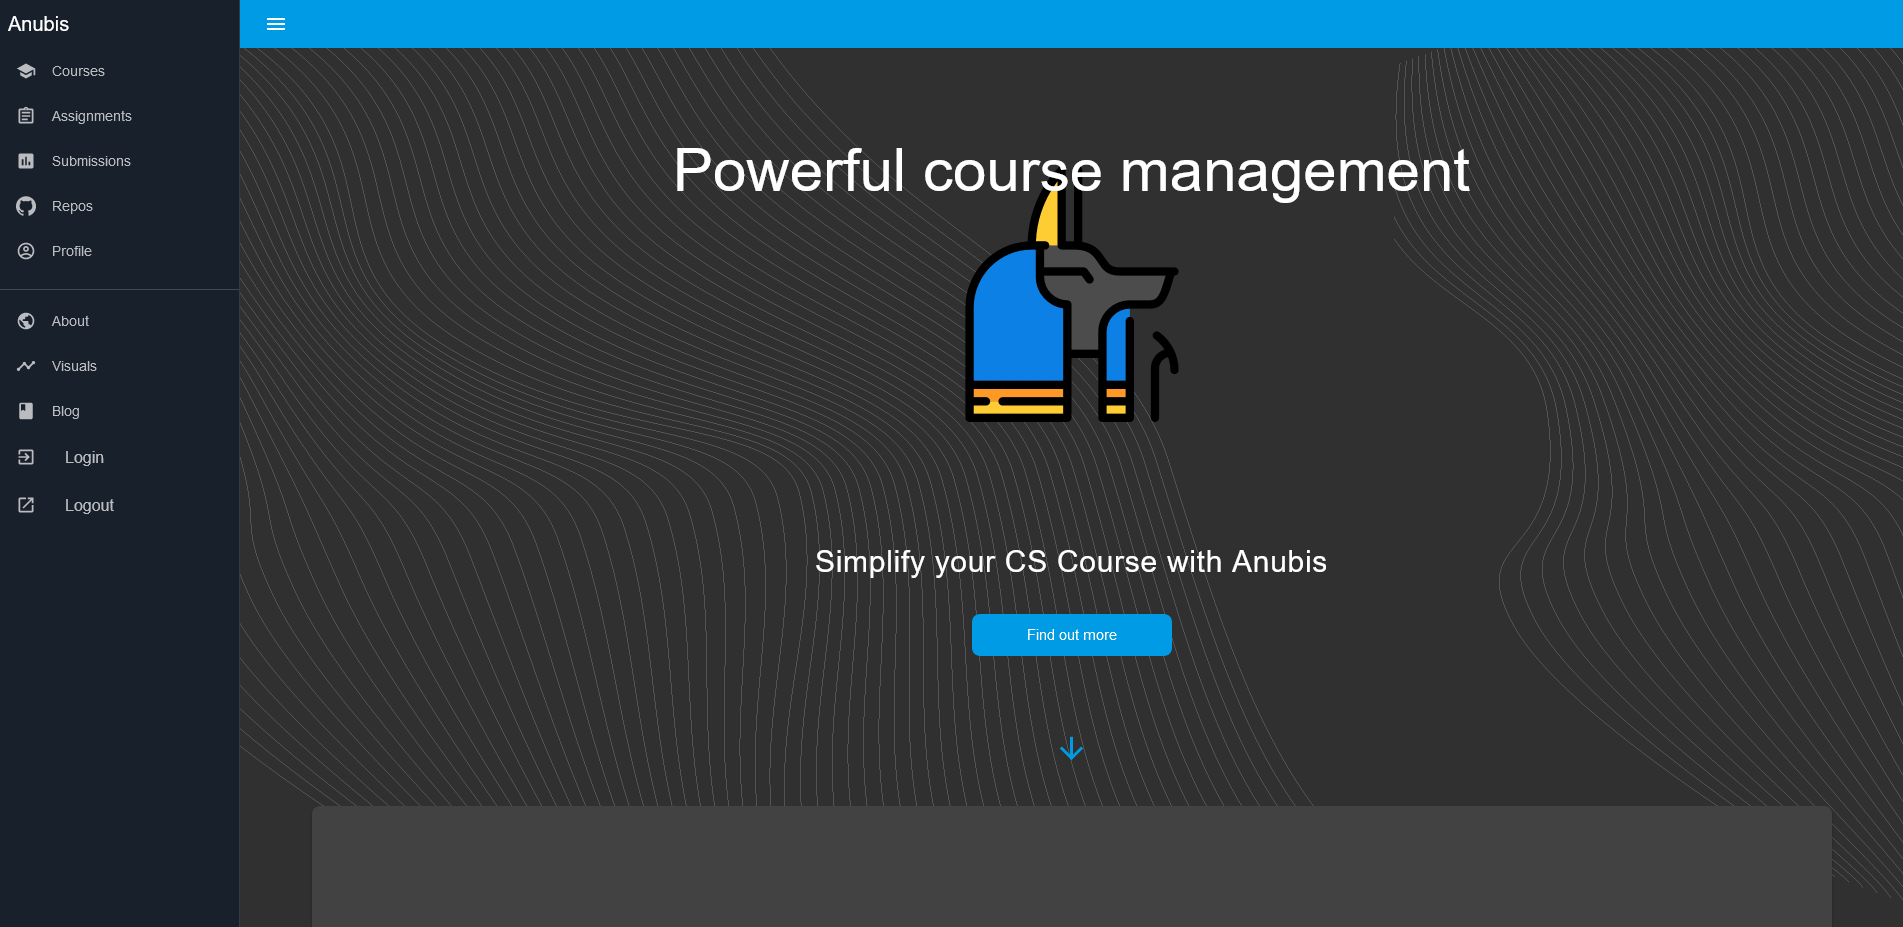 Anubis
Courses
Assignments
Submissions
Repos
Profile
About
Visuals
Blog
Login
Logout
Powerful course management
Simplify your CS Course with Anubis
Find out more